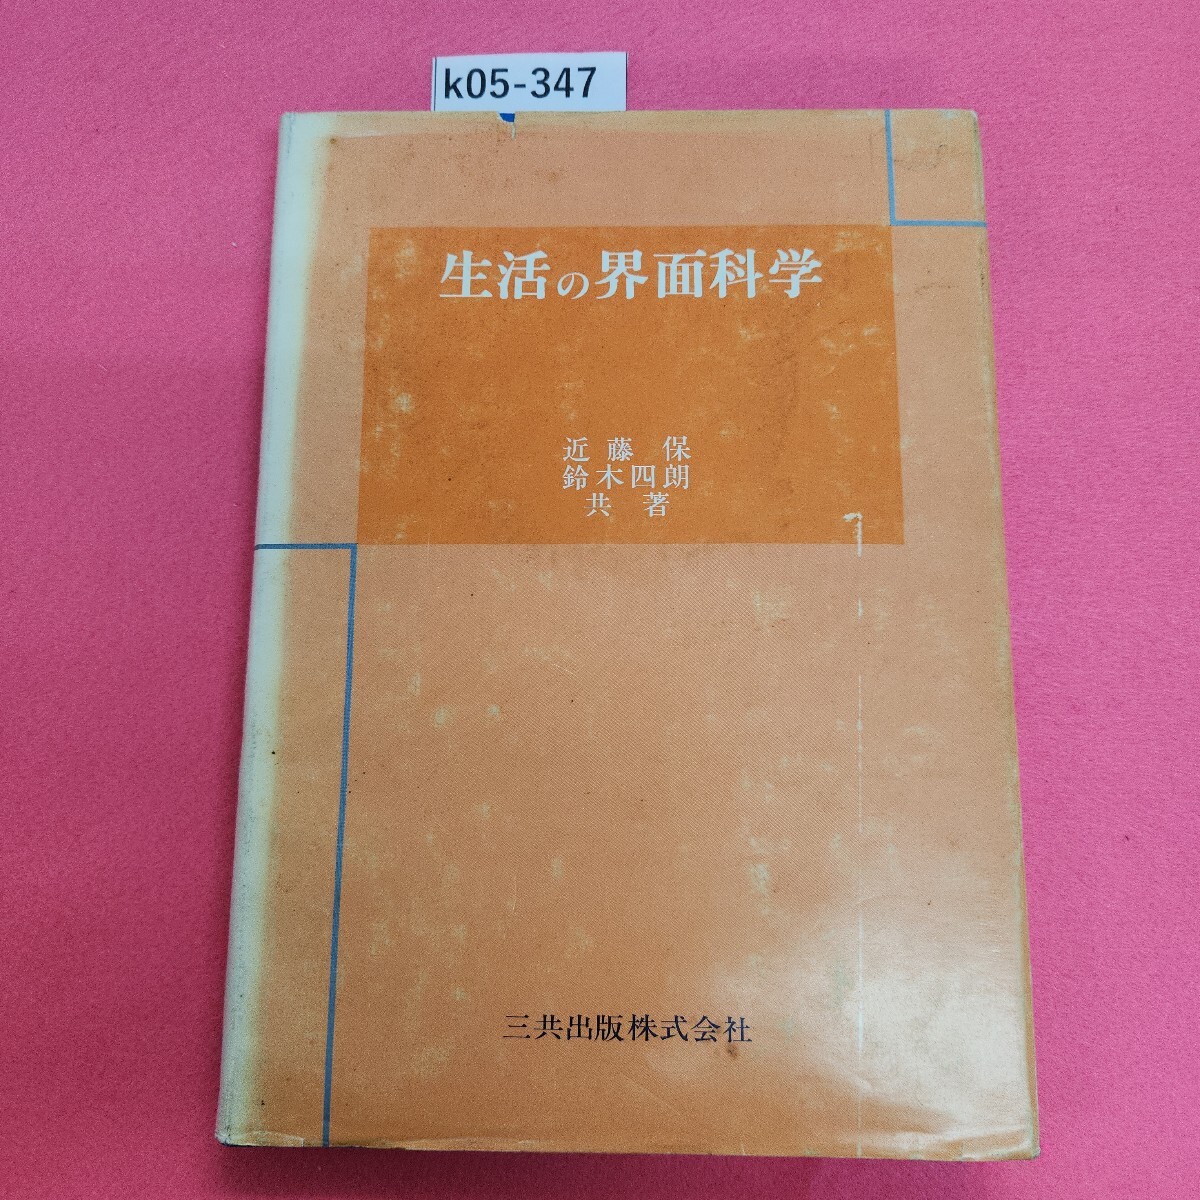 k05-347
生活の界面科学
近藤 保
鈴木四朗
共 著
三共出版株式会社